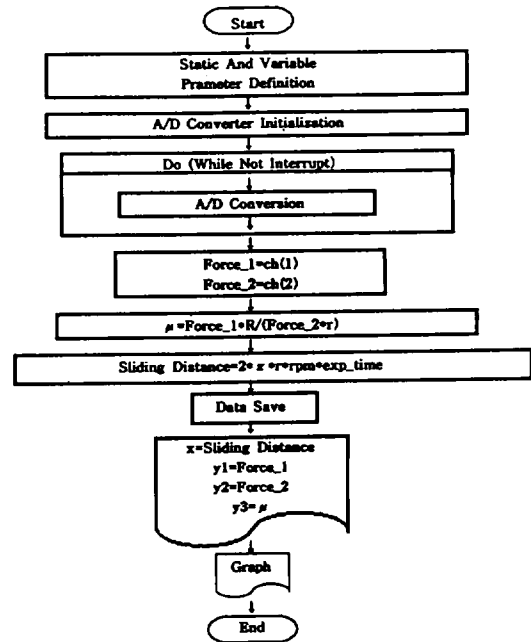 Start
Static And Variable
Prameter Definition
A/D Converter Initialisation
Do (While Not Interrupt)
A/D Conversion
Force_1=ch(1)
Force_2=ch(2)
μ=Force_1*R/(Force_2*r)
Sliding Distance=2* π *r*rpm*exp_time
Data Save
x=Sliding Distance
y1=Force_1
y2=Force_2
y3=μ
Graph
End